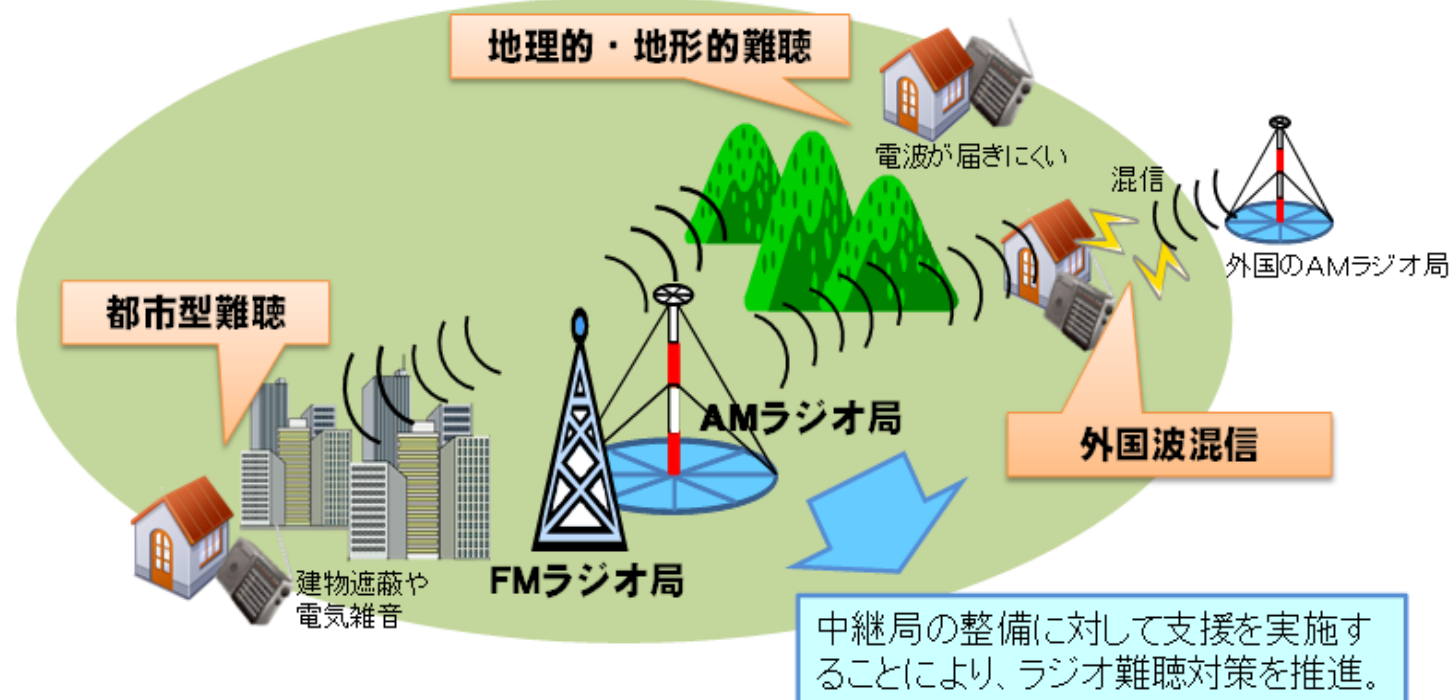 地理的・地形的難聴
電波が届きにくい
混信
外国のAMラジオ局
都市型難聴
AMラジオ局
外国波混信
FMラジオ局
建物遮蔽や
電気雑音
中継局の整備に対して支援を実施す
ることにより、ラジオ難聴対策を推進。